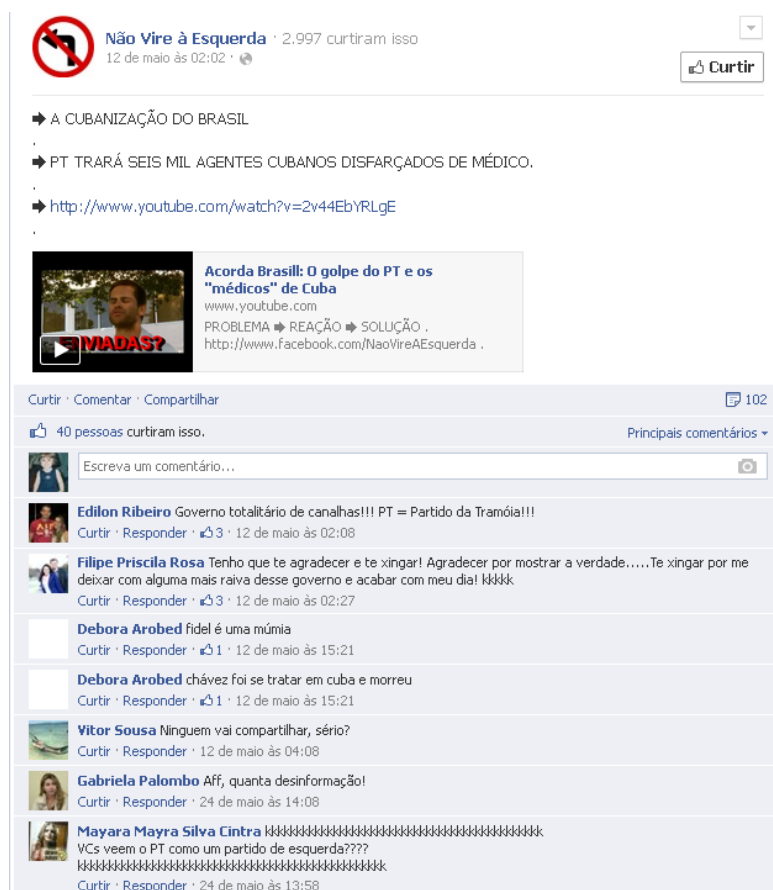 Não Vire à Esquerda · 2.997 curtiram isso
12 de maio às 02:02 ·
Curtir
➡ A CUBANIZAÇÃO DO BRASIL
.
➡ PT TRARÁ SEIS MIL AGENTES CUBANOS DISFARÇADOS DE MÉDICO.
.
➡ http://www.youtube.com/watch?v=2v44EbYRLgE
.
ENVIADAS?
Acorda Brasill: O golpe do PT e os
"médicos" de Cuba
www.youtube.com
PROBLEMA ➡ REAÇÃO ➡ SOLUÇÃO .
http://www.facebook.com/NaoVireAEsquerda .
Curtir · Comentar · Compartilhar
102
40 pessoas curtiram isso.
Principais comentários
Escreva um comentário...
Edilon Ribeiro Governo totalitário de canalhas!!! PT = Partido da Tramóia!!!
Curtir · Responder · 3 · 12 de maio às 02:08
Filipe Priscila Rosa Tenho que te agradecer e te xingar! Agradecer por mostrar a verdade.....Te xingar por me
deixar com alguma mais raiva desse governo e acabar com meu dia! kkkkk
Curtir · Responder · 3 · 12 de maio às 02:27
Debora Arobed fidel é uma múmia
Curtir · Responder · 1 · 12 de maio às 15:21
Debora Arobed chávez foi se tratar em cuba e morreu
Curtir · Responder · 1 · 12 de maio às 15:21
Vitor Sousa Ninguem vai compartilhar, sério?
Curtir · Responder · 12 de maio às 04:08
Gabriela Palombo Aff, quanta desinformação!
Curtir · Responder · 24 de maio às 14:08
Mayara Mayra Silva Cintra kkkkkkkkkkkkkkkkkkkkkkkkkkkkkkkkkkkkkkkkkkkkk
VCs veem o PT como um partido de esquerda????
kkkkkkkkkkkkkkkkkkkkkkkkkkkkkkkkkkkkkkkkkkkkkkkkkk
Curtir · Responder · 24 de maio às 13:58